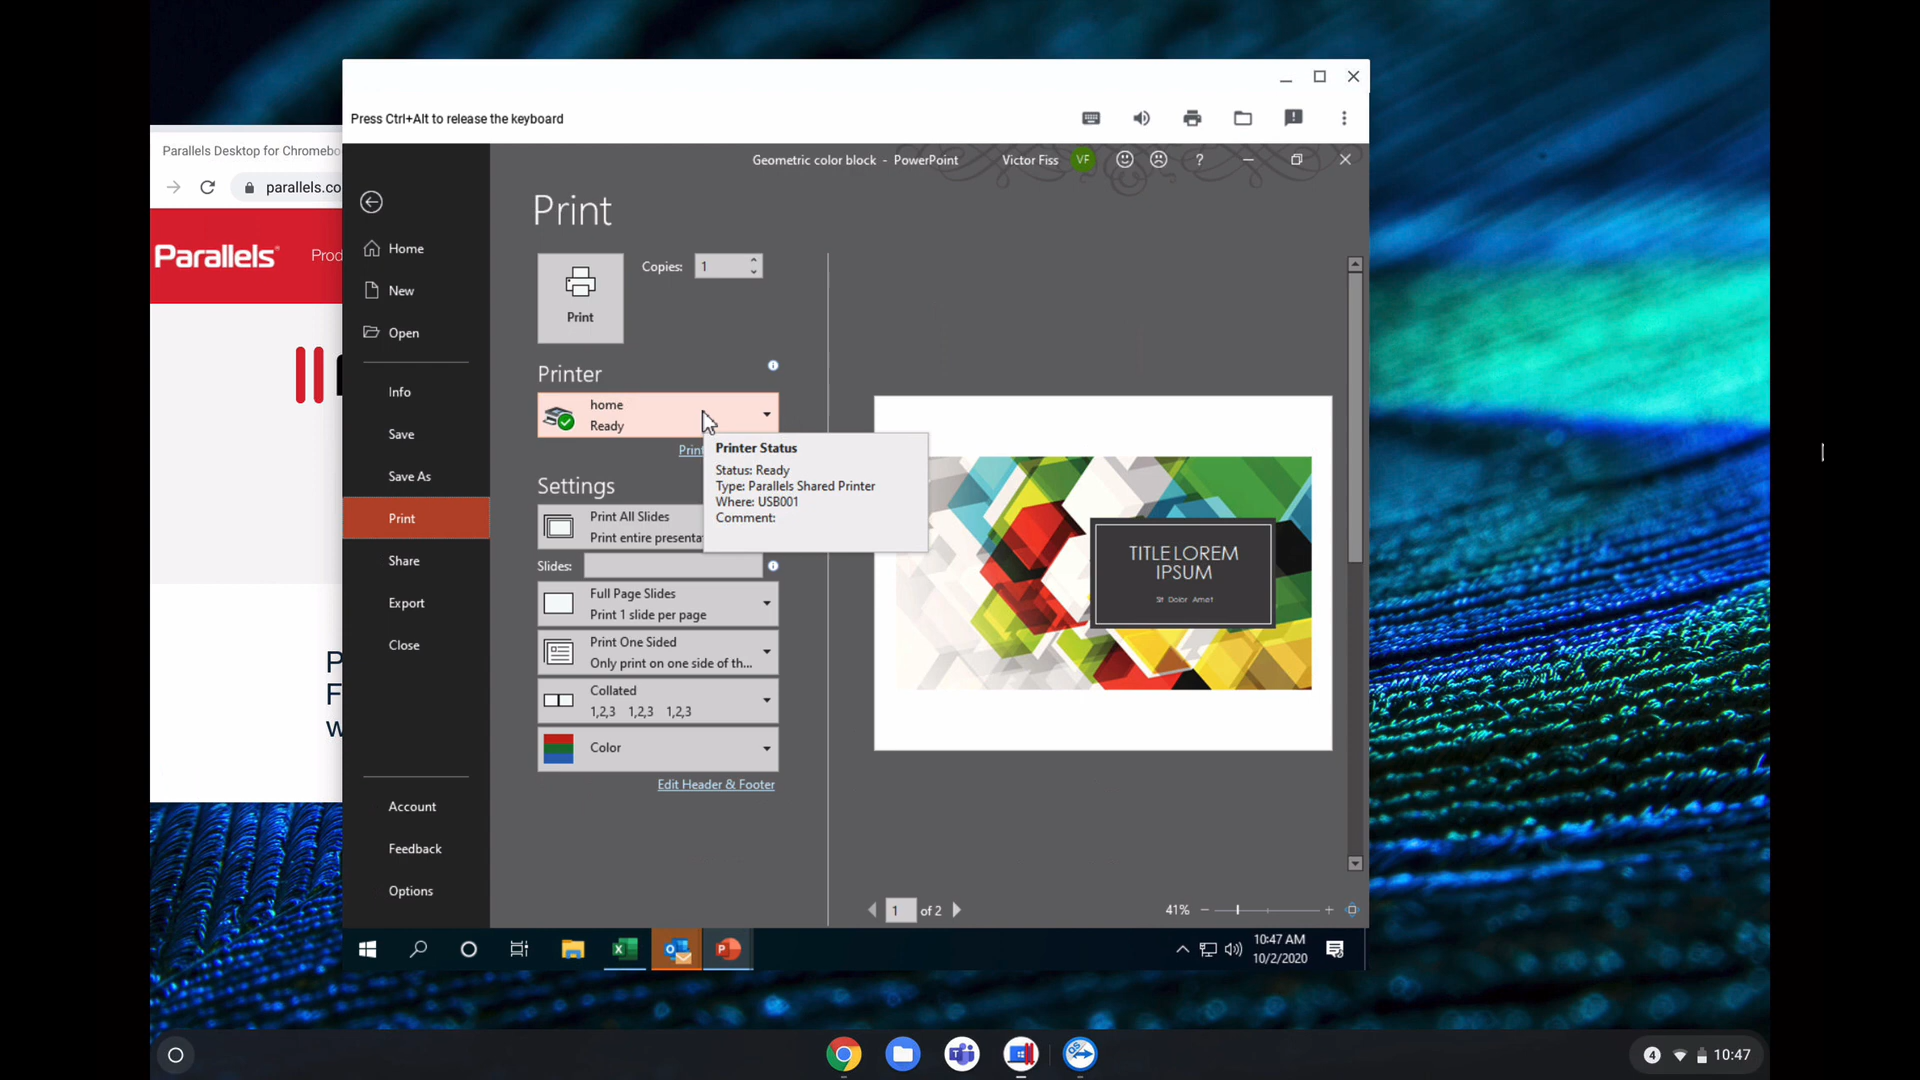 Press Ctrl+Alt to release the keyboard
Parallels Desktop for Chromebo
parallels.co
Parallels
Prod
Geometric color block - PowerPoint
Victor Fiss
VF
?
Home
New
Open
Info
Save
Save As
Print
Share
Export
Close
Account
Feedback
Options
Print
Print
Copies: 1
Printer
home
Ready
Print
Printer Status
Status: Ready
Type: Parallels Shared Printer
Where: USB001
Comment:
Settings
Print All Slides
Print entire presenta
Slides:
Full Page Slides
Print 1 slide per page
Print One Sided
Only print on one side of th...
Collated
1,2,3 1,2,3 1,2,3
Color
Edit Header & Footer
TITLE LOREM
IPSUM
Sit Dolor Amet
1 of 2
41%
10:47 AM
10/2/2020
4
10:47